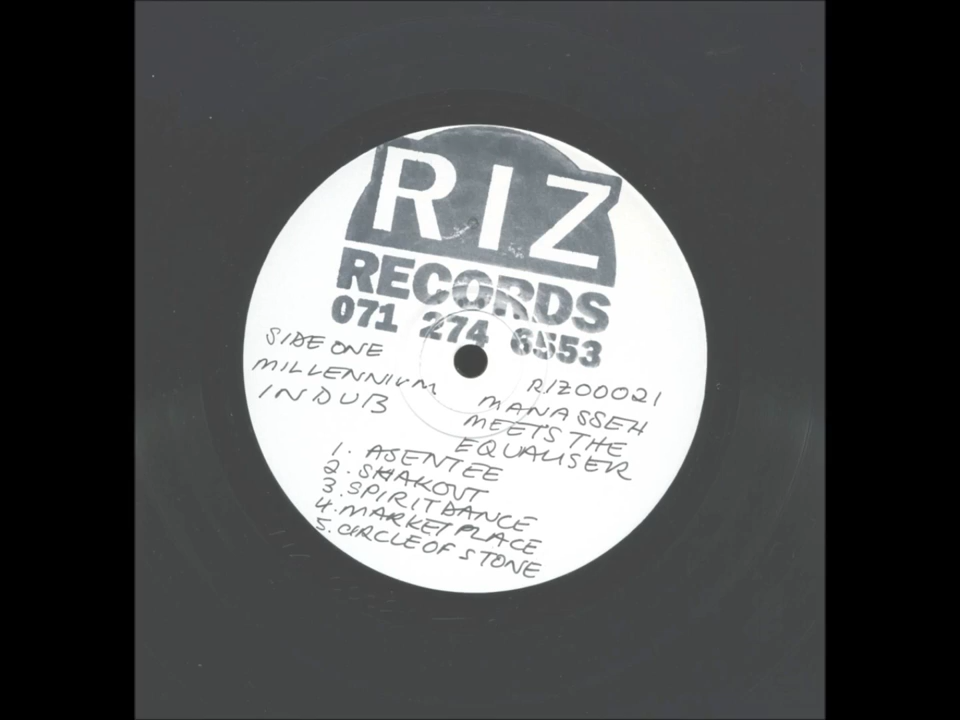 RIZ
RECORDS
071 274 6553
SIDE ONE
MILLENNIUM
IN DUB
RIZ00021
MANASSEH
MEETS THE
EQUALISER
1. ASENTEE
2. SHAKOUT
3. SPIRIT DANCE
4. MARKET PLACE
5. CIRCLE OF STONE